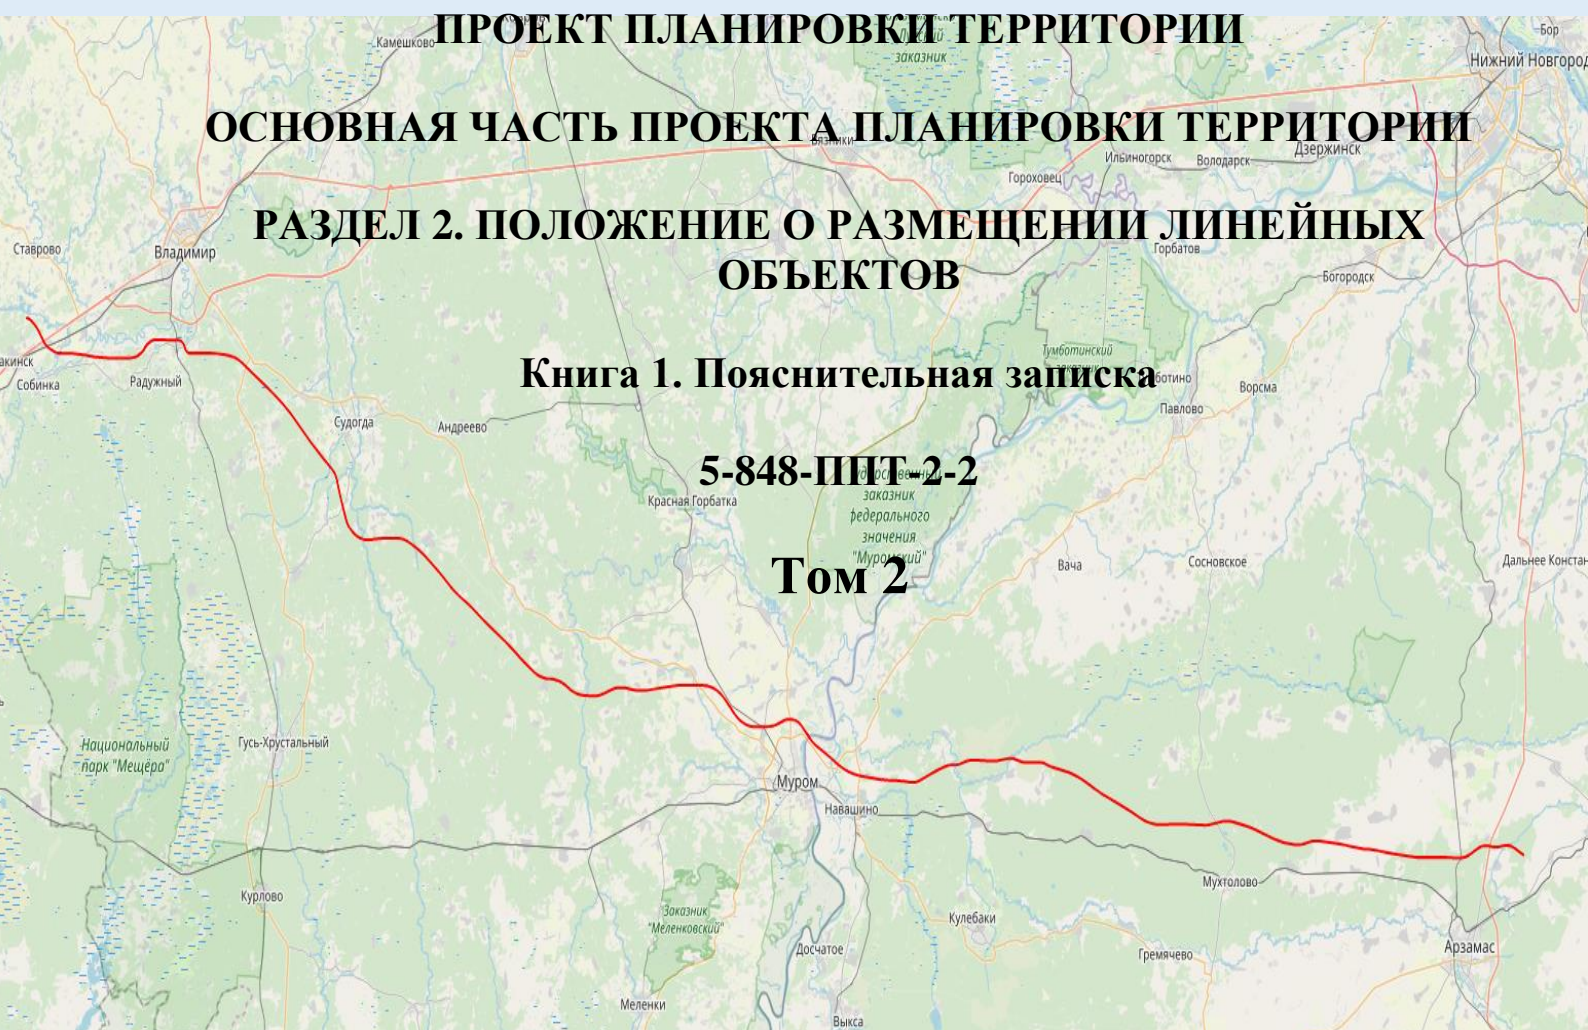 ПРОЕКТ ПЛАНИРОВКИ ТЕРРИТОРИИ
Камешково
заказник
Бор
Нижний Новгород
ОСНОВНАЯ ЧАСТЬ ПРОЕКТА ПЛАНИРОВКИ ТЕРРИТОРИИ
Вязники
Ильиногорск
Володарск
Дзержинск
Гороховец
РАЗДЕЛ 2. ПОЛОЖЕНИЕ О РАЗМЕЩЕНИИ ЛИНЕЙНЫХ
ОБЪЕКТОВ
Ставрово
Владимир
Горбатов
Богородск
Тумботинский
Книга 1. Пояснительная записка
акинск
Собинка
Радужный
Ворсма
Павлово
Судогда
Андреево
5-848-ППТ-2-2
Красная Горбатка
заказник
федерального
значения
"Муромский"
Том 2
Вача
Сосновское
Дальнее Констан
Национальный
парк "Мещёра"
Гусь-Хрустальный
Муром
Навашино
Курлово
Мухтолово
Заказник
"Меленковский"
Кулебаки
Досчатое
Гремячево
Арзамас
Меленки
Выкса